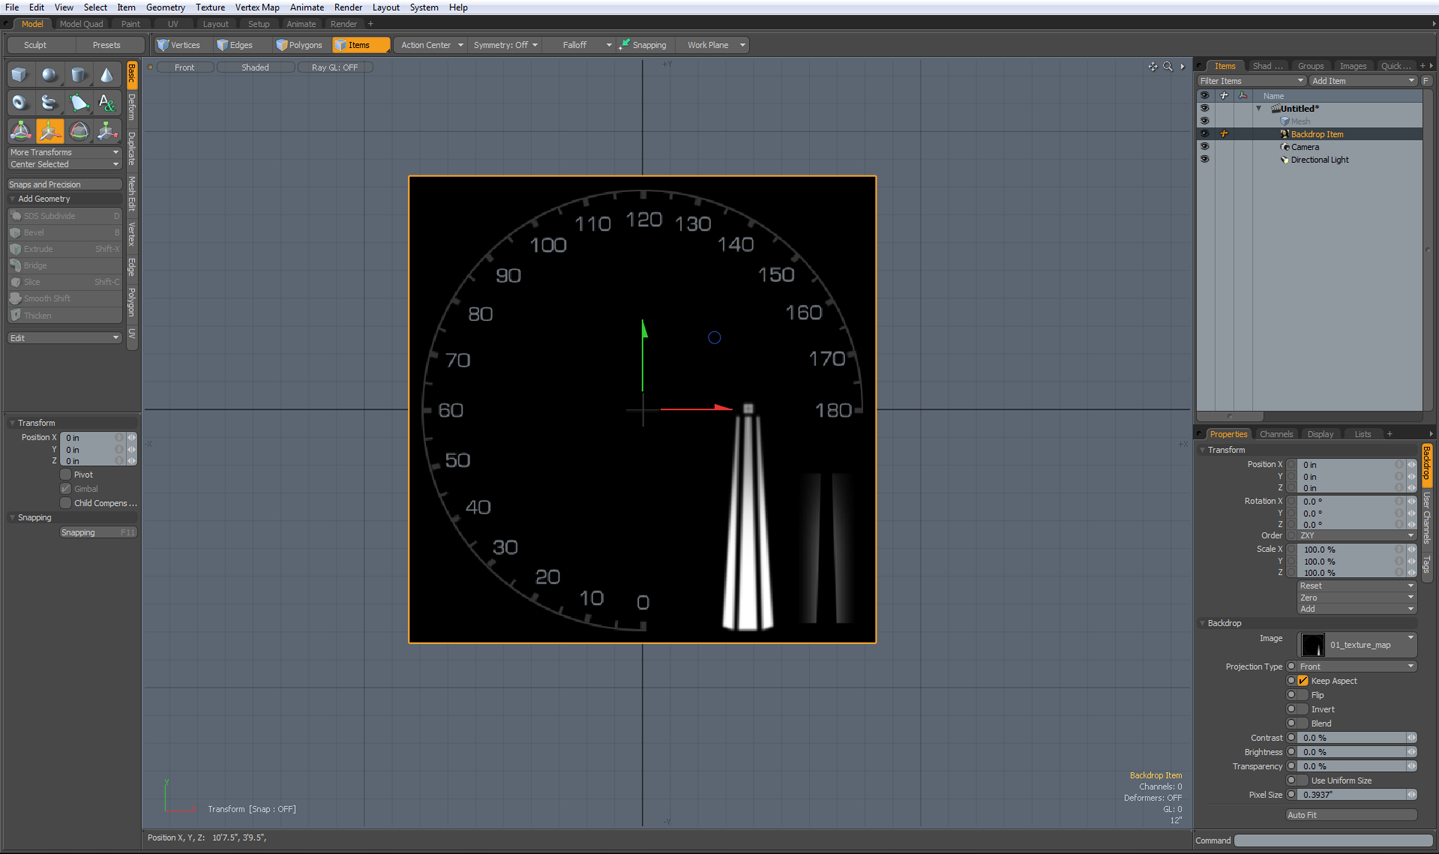 File Edit View Select Item Geometry Texture Vertex Map Animate Render Layout System Help
Model Model Quad Paint UV Layout Setup Animate Render +
Sculpt Presets Vertices Edges Polygons Items Action Center Symmetry: Off Falloff Snapping Work Plane
Front Shaded Ray GL: OFF
Basic
Deform
Duplicate
Mesh Edit
Vertex
Edge
Polygon
UV
More Transforms
Center Selected
Snaps and Precision
Add Geometry
SDS Subdivide D
Bevel B
Extrude Shift-X
Bridge
Slice Shift-C
Smooth Shift
Thicken
Edit
Transform
Position X 0 in
Y 0 in
Z 0 in
Pivot
Gimbal
Child Compens ...
Snapping
Snapping F11
+Y
-X
+X
-Y
0
10
20
30
40
50
60
70
80
90
100
110
120
130
140
150
160
170
180
Y
Transform [Snap : OFF]
Backdrop Item
Channels: 0
Deformers: OFF
GL: 0
12"
Position X, Y, Z: 10'7.5", 3'9.5",
Items Shad ... Groups Images Quick ... +
Filter Items Add Item F
Name
Untitled*
Mesh
Backdrop Item
Camera
Directional Light
Properties Channels Display Lists +
Backdrop
User Channels
Tags
Transform
Position X 0 in
Y 0 in
Z 0 in
Rotation X 0.0 °
Y 0.0 °
Z 0.0 °
Order ZXY
Scale X 100.0 %
Y 100.0 %
Z 100.0 %
Reset
Zero
Add
Backdrop
Image 01_texture_map
Projection Type Front
Keep Aspect
Flip
Invert
Blend
Contrast 0.0 %
Brightness 0.0 %
Transparency 0.0 %
Use Uniform Size
Pixel Size 0.3937"
Auto Fit
Command